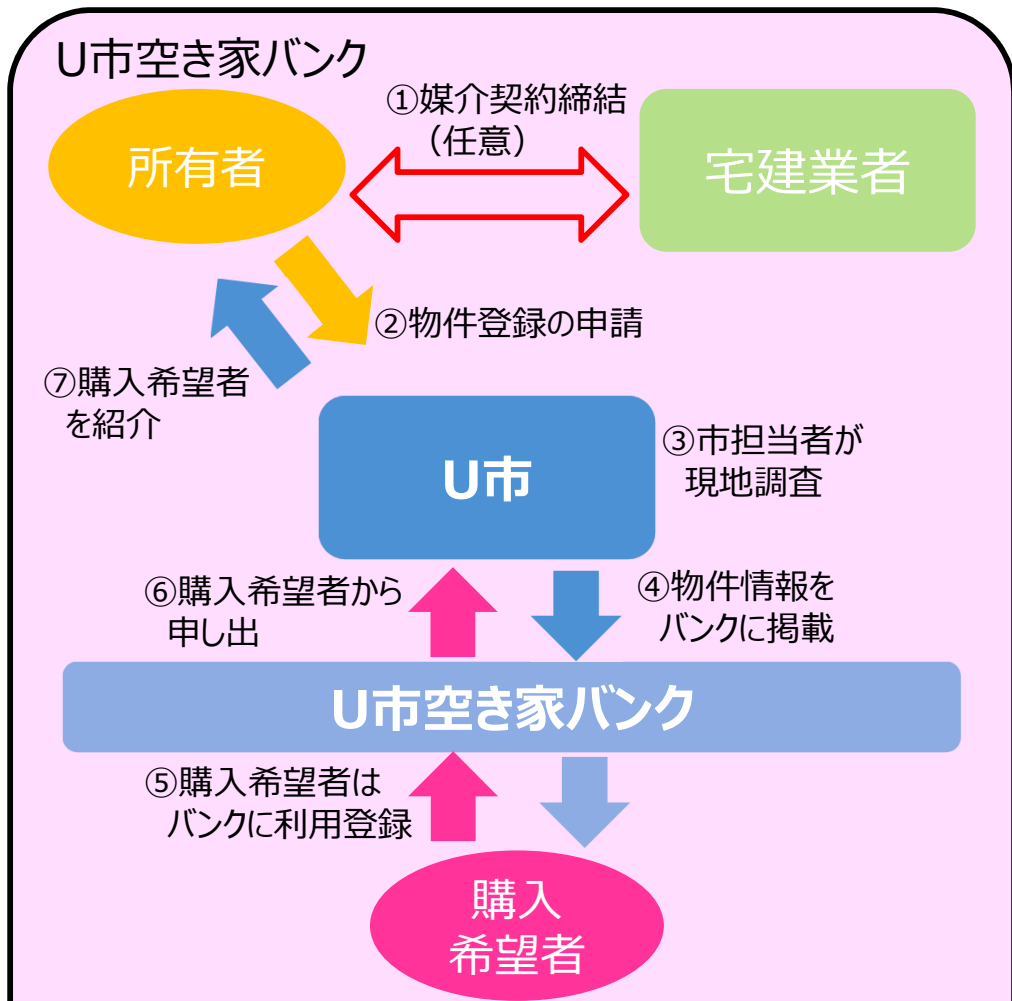 U市空き家バンク
①媒介契約締結
（任意）
所有者
宅建業者
②物件登録の申請
⑦購入希望者
を紹介
U市
③市担当者が
現地調査
⑥購入希望者から
申し出
④物件情報を
バンクに掲載
U市空き家バンク
⑤購入希望者は
バンクに利用登録
購入
希望者